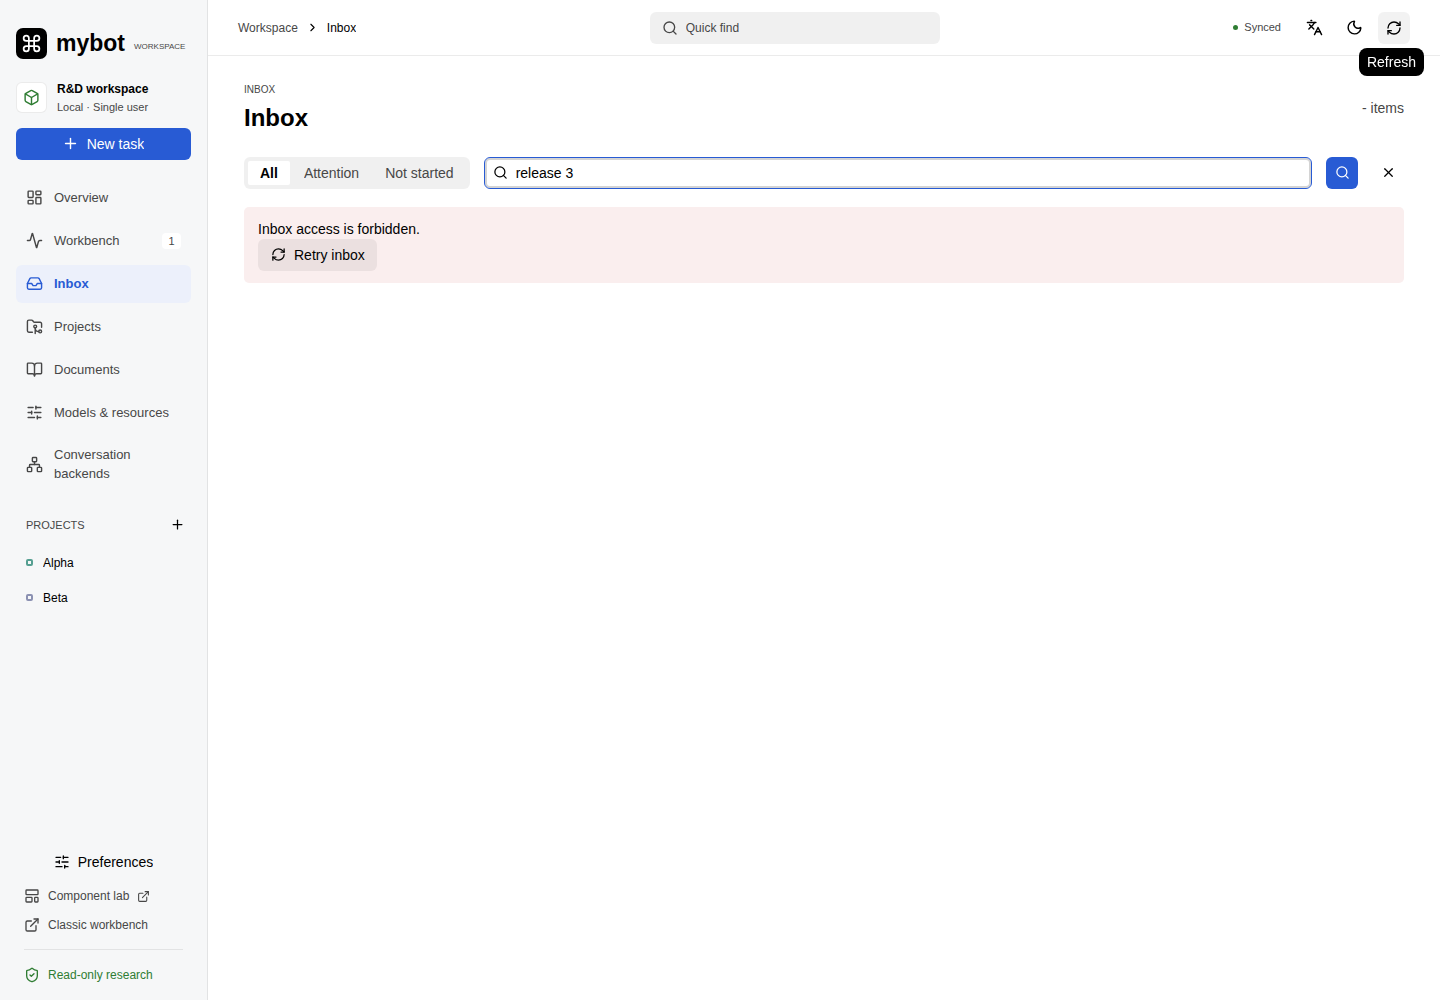 mybot WORKSPACE
R&D workspace
Local · Single user
New task
Overview
Workbench 1
Inbox
Projects
Documents
Models & resources
Conversation
backends
PROJECTS
Alpha
Beta
Preferences
Component lab
Classic workbench
Read-only research
Workspace Inbox
Quick find
Synced
Refresh
INBOX
Inbox
- items
All Attention Not started
release 3
Inbox access is forbidden.
Retry inbox